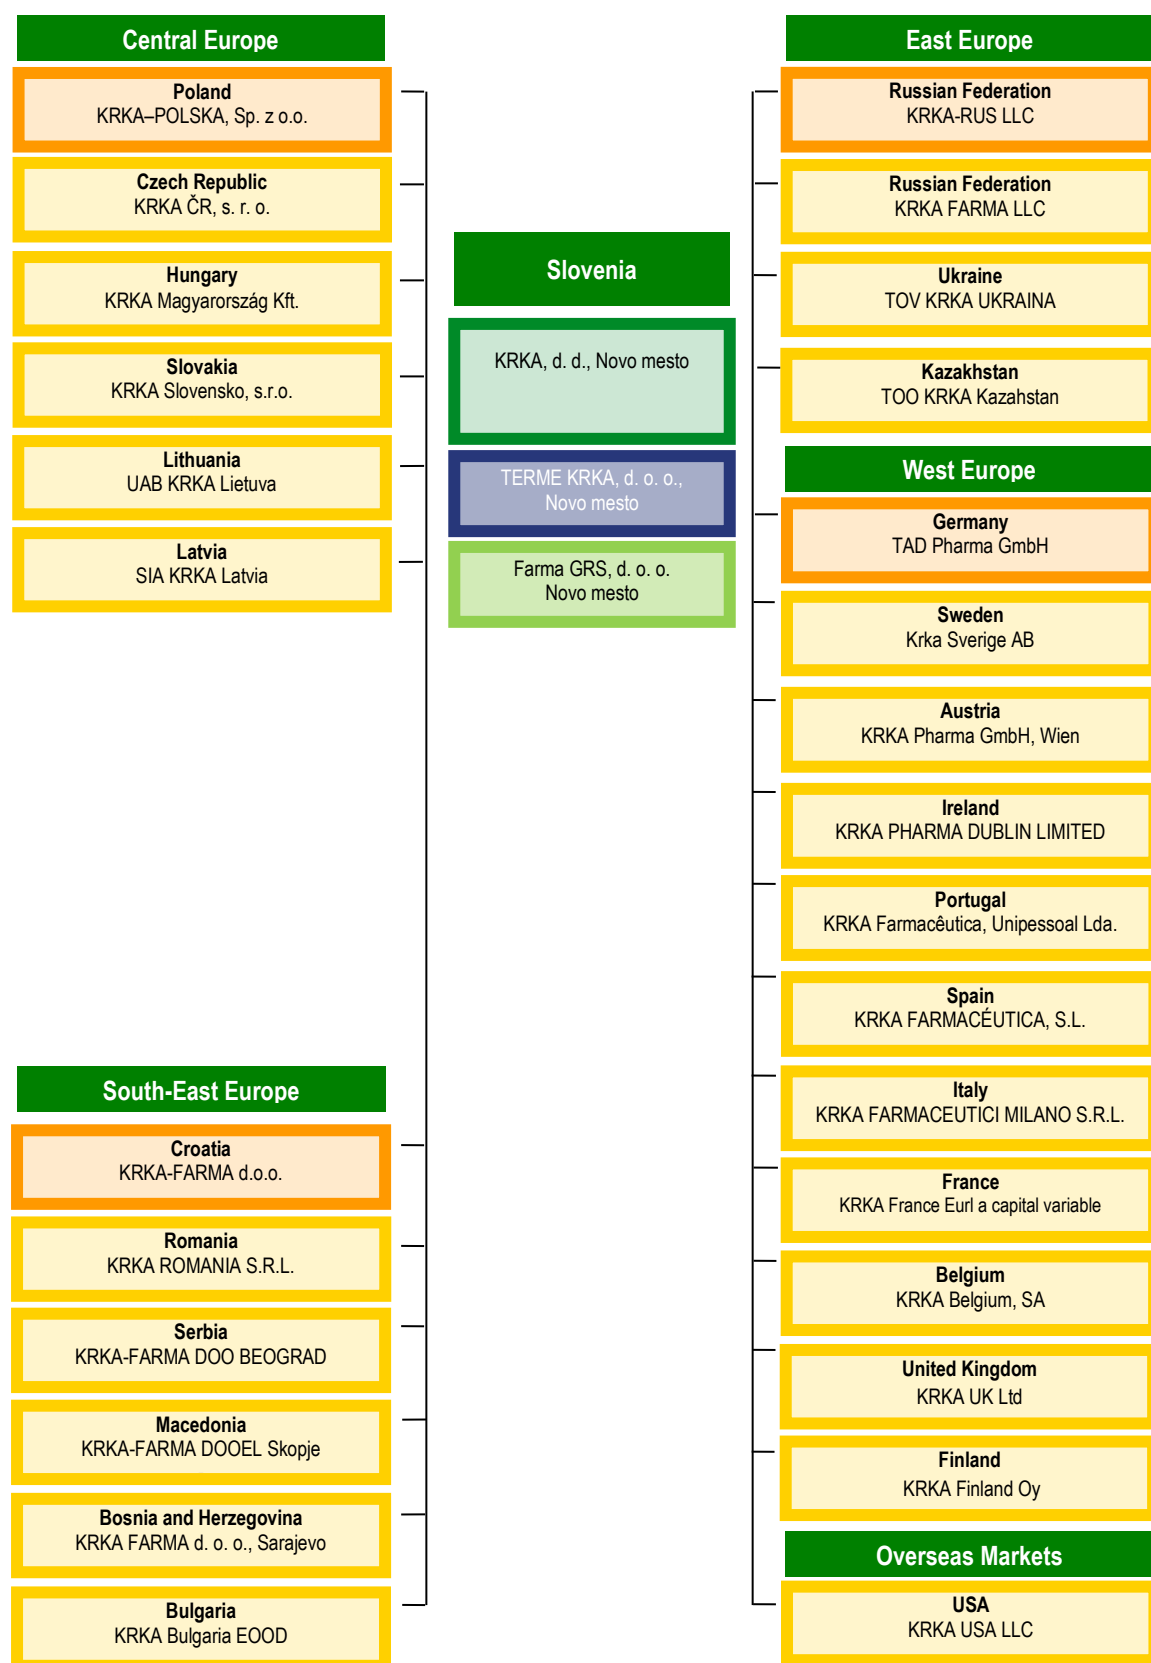 Central Europe
Poland
KRKA–POLSKA, Sp. z o.o.
Czech Republic
KRKA ČR, s. r. o.
Hungary
KRKA Magyarország Kft.
Slovakia
KRKA Slovensko, s.r.o.
Lithuania
UAB KRKA Lietuva
Latvia
SIA KRKA Latvia
South-East Europe
Croatia
KRKA-FARMA d.o.o.
Romania
KRKA ROMANIA S.R.L.
Serbia
KRKA-FARMA DOO BEOGRAD
Macedonia
KRKA-FARMA DOOEL Skopje
Bosnia and Herzegovina
KRKA FARMA d. o. o., Sarajevo
Bulgaria
KRKA Bulgaria EOOD
Slovenia
KRKA, d. d., Novo mesto
TERME KRKA, d. o. o.,
Novo mesto
Farma GRS, d. o. o.
Novo mesto
East Europe
Russian Federation
KRKA-RUS LLC
Russian Federation
KRKA FARMA LLC
Ukraine
TOV KRKA UKRAINA
Kazakhstan
TOO KRKA Kazahstan
West Europe
Germany
TAD Pharma GmbH
Sweden
Krka Sverige AB
Austria
KRKA Pharma GmbH, Wien
Ireland
KRKA PHARMA DUBLIN LIMITED
Portugal
KRKA Farmacêutica, Unipessoal Lda.
Spain
KRKA FARMACÉUTICA, S.L.
Italy
KRKA FARMACEUTICI MILANO S.R.L.
France
KRKA France Eurl a capital variable
Belgium
KRKA Belgium, SA
United Kingdom
KRKA UK Ltd
Finland
KRKA Finland Oy
Overseas Markets
USA
KRKA USA LLC